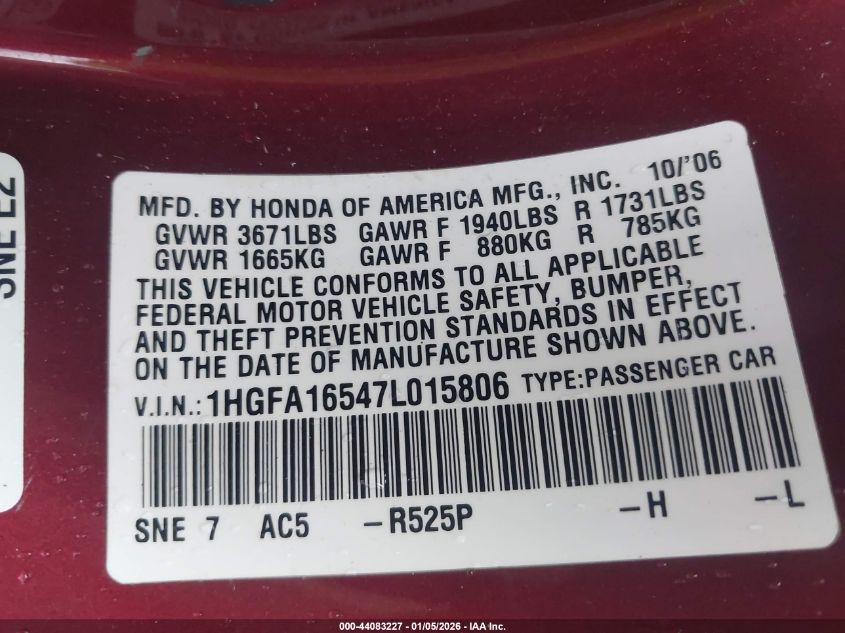 MFD. BY HONDA OF AMERICA MFG., INC. 10/'06
GVWR 3671LBS GAWR F 1940LBS R 1731LBS
GVWR 1665KG GAWR F 880KG R 785KG
THIS VEHICLE CONFORMS TO ALL APPLICABLE
FEDERAL MOTOR VEHICLE SAFETY, BUMPER,
AND THEFT PREVENTION STANDARDS IN EFFECT
ON THE DATE OF MANUFACTURE SHOWN ABOVE.
V.I.N.: 1HGFA16547L015806 TYPE:PASSENGER CAR
SNE 7 AC5 -R525P -H -L
SNE E2
000-44083227 - 01/05/2026 - IAA Inc.